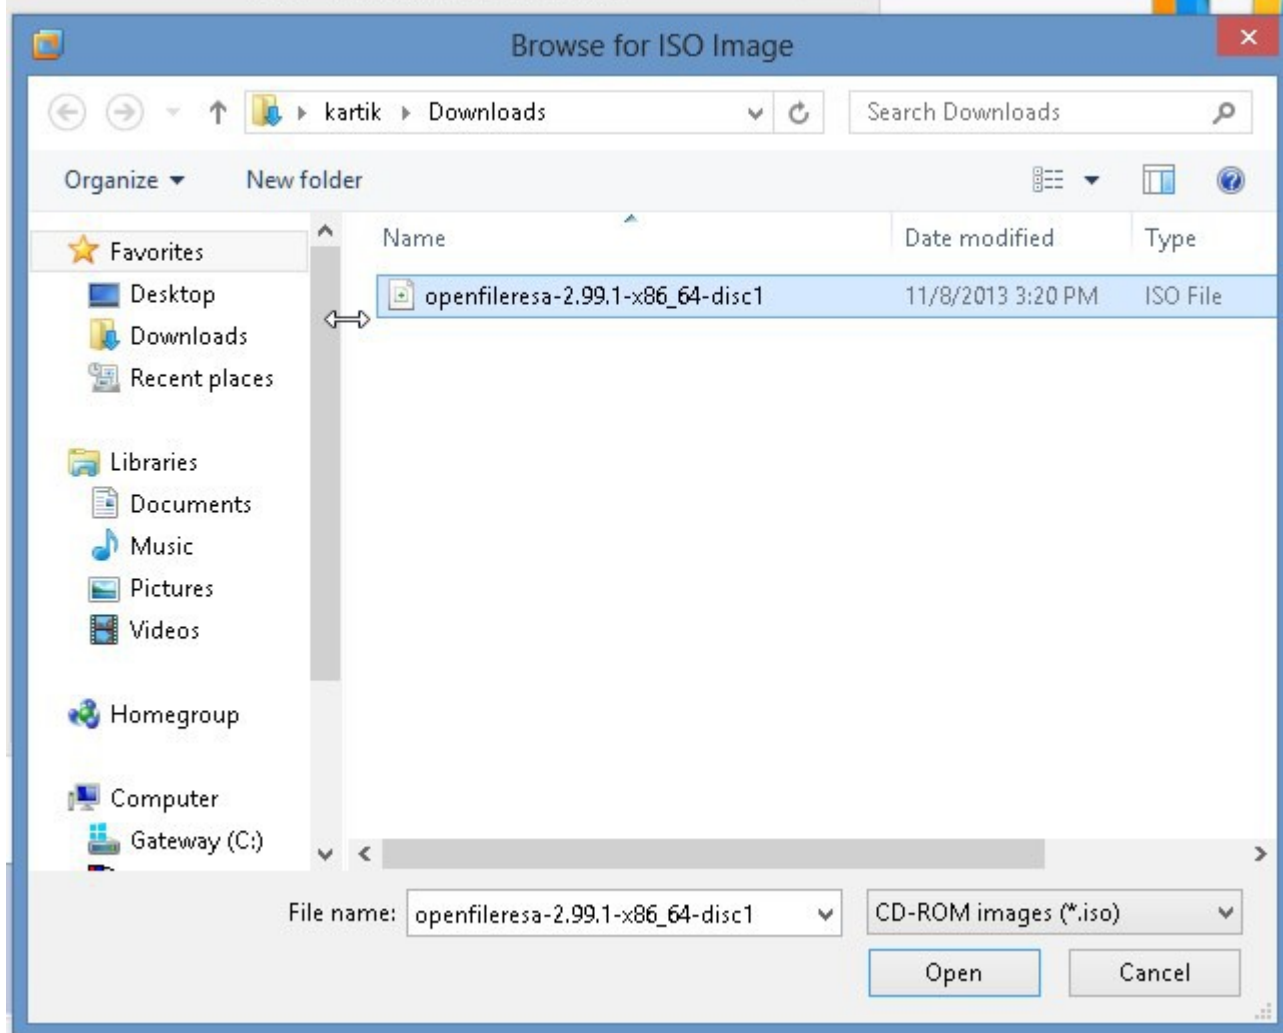 Browse for ISO Image
kartik Downloads
Search Downloads
Organize
New folder
Name
Date modified
Type
Favorites
openfileresa-2.99.1-x86_64-disc1
11/8/2013 3:20 PM
ISO File
Desktop
Downloads
Recent places
Libraries
Documents
Music
Pictures
Videos
Homegroup
Computer
Gateway (C:)
File name:
openfileresa-2.99.1-x86_64-disc1
CD-ROM images (*.iso)
Open
Cancel